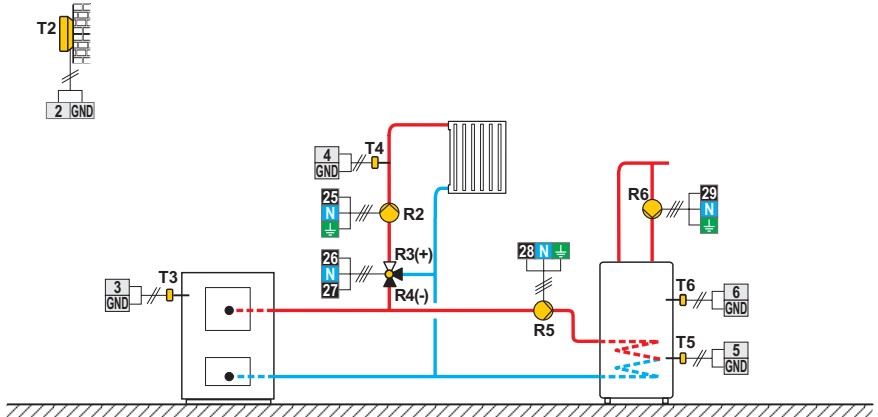 T2
2 GND
4
GND
T4
25
N
R2
26
N
27
R3(+)
R4(-)
3
GND
T3
28 N
R5
R6
29
N
T6
6
GND
T5
5
GND